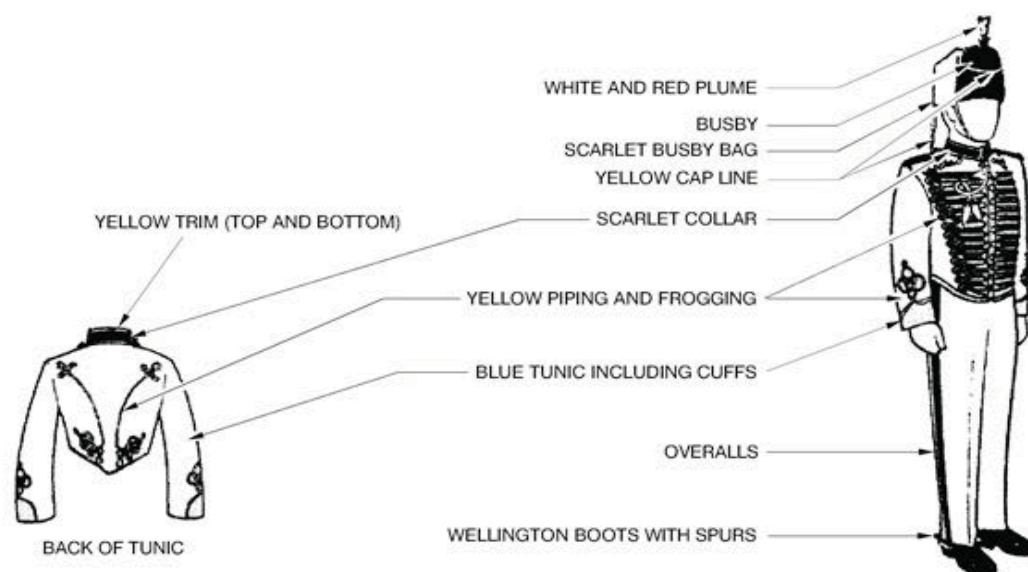 WHITE AND RED PLUME
BUSBY
SCARLET BUSBY BAG
YELLOW CAP LINE
YELLOW TRIM (TOP AND BOTTOM)
SCARLET COLLAR
YELLOW PIPING AND FROGGING
BLUE TUNIC INCLUDING CUFFS
OVERALLS
WELLINGTON BOOTS WITH SPURS
BACK OF TUNIC